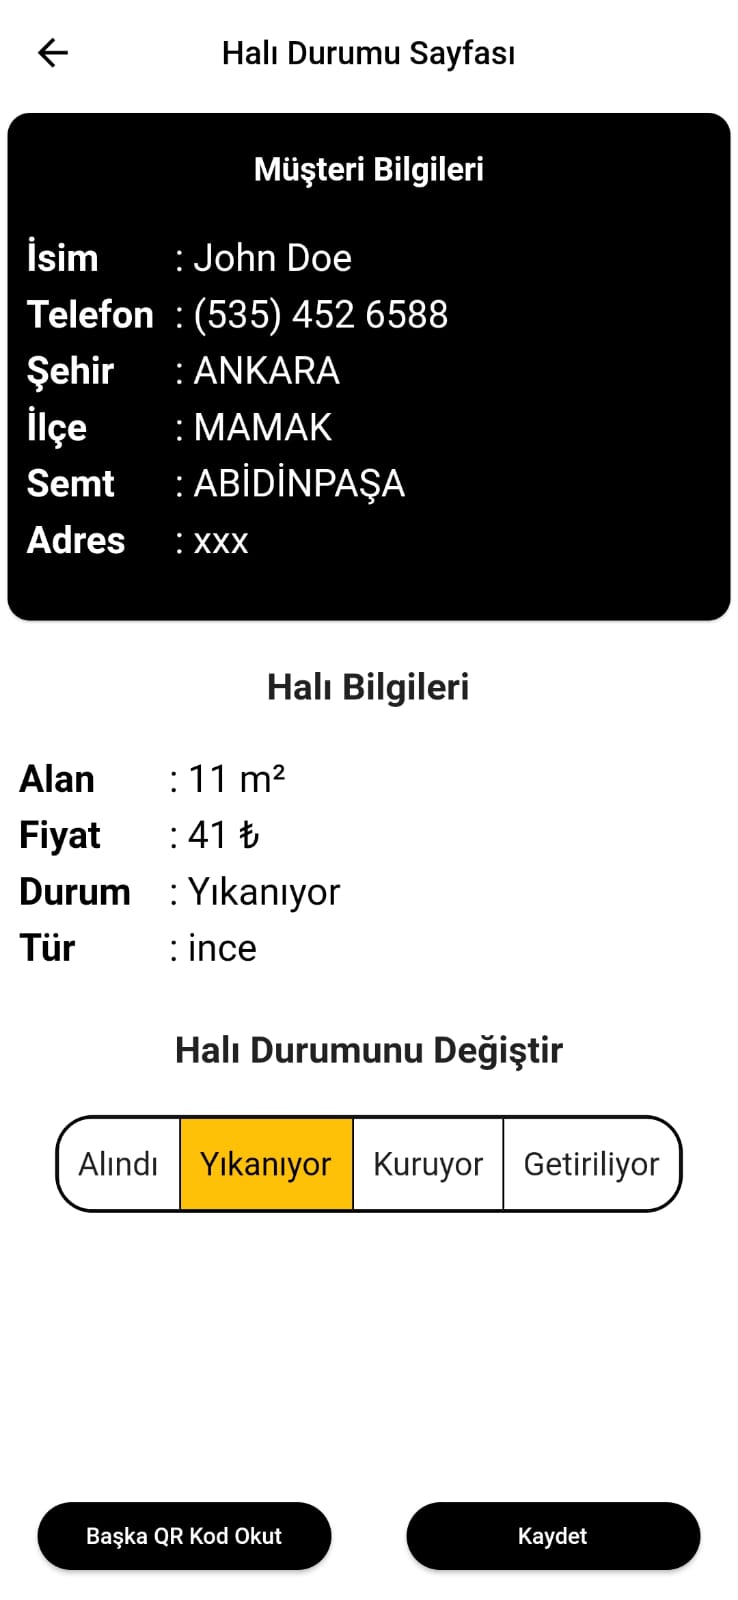 Halı Durumu Sayfası
Müşteri Bilgileri
İsim : John Doe
Telefon : (535) 452 6588
Şehir : ANKARA
İlçe : MAMAK
Semt : ABİDİNPAŞA
Adres : xxx
Halı Bilgileri
Alan : 11 m²
Fiyat : 41 ₺
Durum : Yıkanıyor
Tür : ince
Halı Durumunu Değiştir
Alındı Yıkanıyor Kuruyor Getiriliyor
Başka QR Kod Okut Kaydet